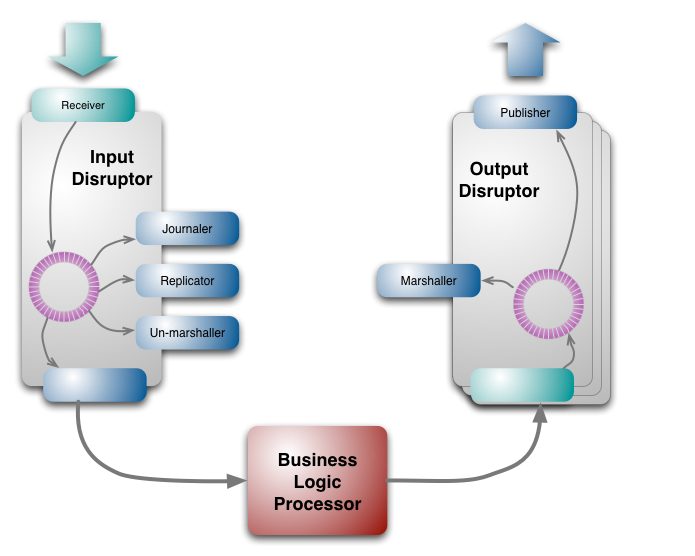 Receiver
Input
Disruptor
Journaler
Replicator
Un-marshaller
Business
Logic
Processor
Publisher
Output
Disruptor
Marshaller